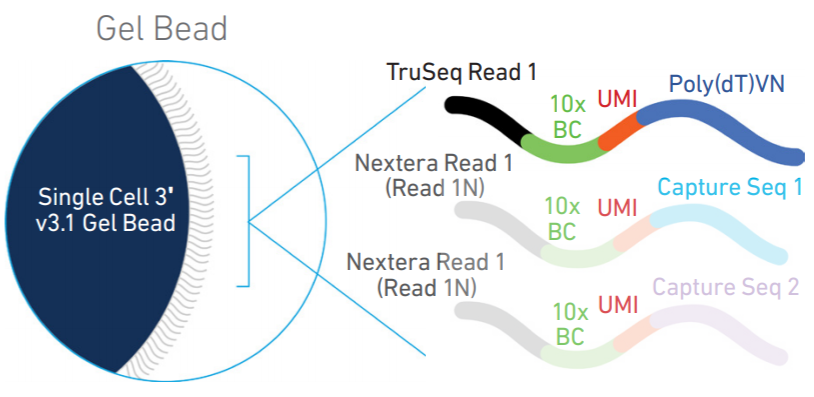 Gel Bead
Single Cell 3'
v3.1 Gel Bead
TruSeq Read 1
10x
BC
UMI
Poly(dT)VN
Nextera Read 1
(Read 1N)
10x
BC
UMI
Capture Seq 1
Nextera Read 1
(Read 1N)
10x
BC
UMI
Capture Seq 2